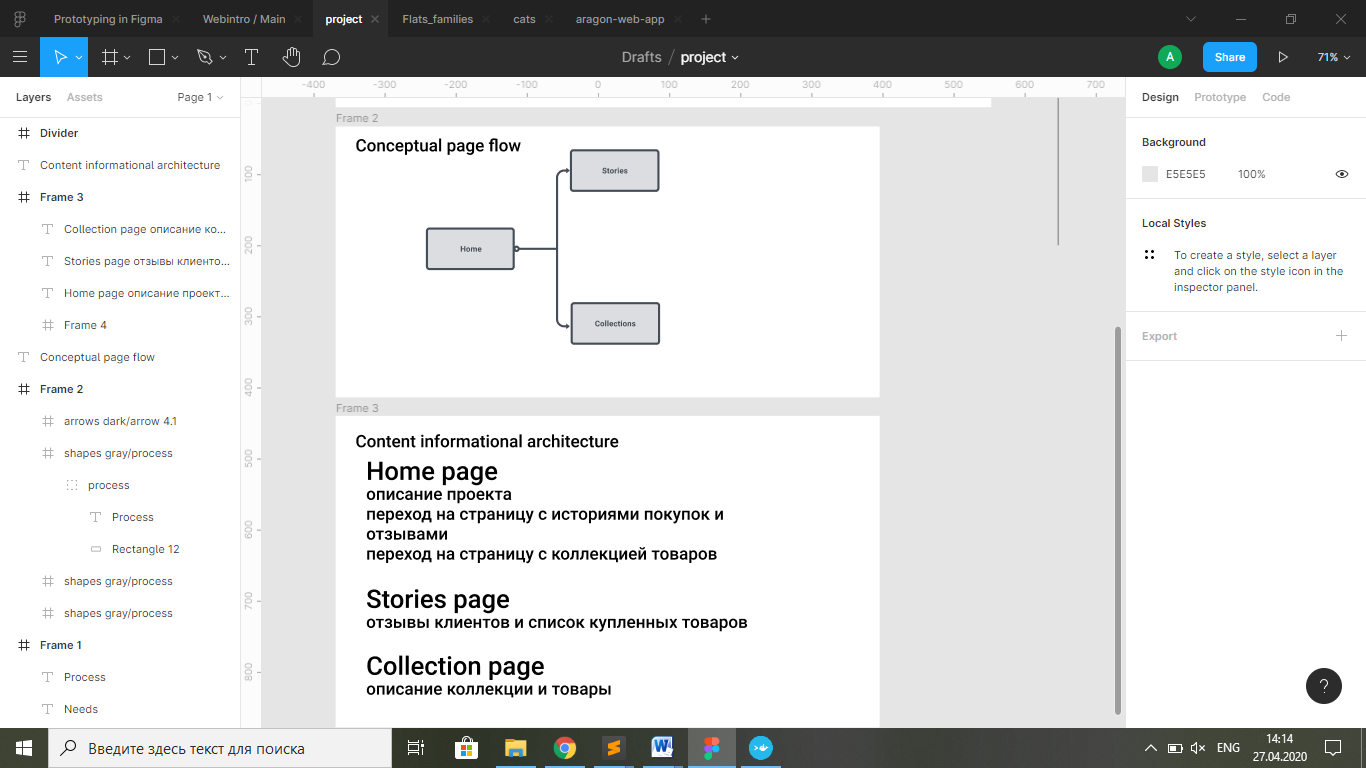 Prototyping in Figma
Webintro / Main
project
Flats_families
cats
aragon-web-app
Drafts / project
A
Share
71%
Layers
Assets
Page 1
Divider
Content informational architecture
Frame 3
Collection page описание ко...
Stories page отзывы клиенто...
Home page описание проект...
Frame 4
Conceptual page flow
Frame 2
arrows dark/arrow 4.1
shapes gray/process
process
Process
Rectangle 12
shapes gray/process
shapes gray/process
Frame 1
Process
Needs
-400 -300 -200 -100 0 100 200 300 400 500 600 700
100
200
300
400
500
600
700
800
Frame 2
Conceptual page flow
Stories
Home
Collections
Frame 3
Content informational architecture
Home page
описание проекта
переход на страницу с историями покупок и
отзывами
переход на страницу с коллекцией товаров
Stories page
отзывы клиентов и список купленных товаров
Collection page
описание коллекции и товары
Design
Prototype
Code
Background
E5E5E5 100%
Local Styles
To create a style, select a layer
and click on the style icon in the
inspector panel.
Export
?
Введите здесь текст для поиска
ENG
14:14
27.04.2020